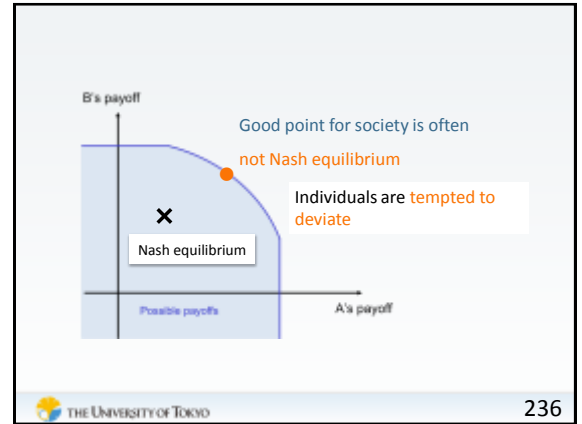 B's payoff
Good point for society is often
not Nash equilibrium
Individuals are tempted to
deviate
Nash equilibrium
Possible payoffs
A's payoff
THE UNIVERSITY OF TOKYO
236